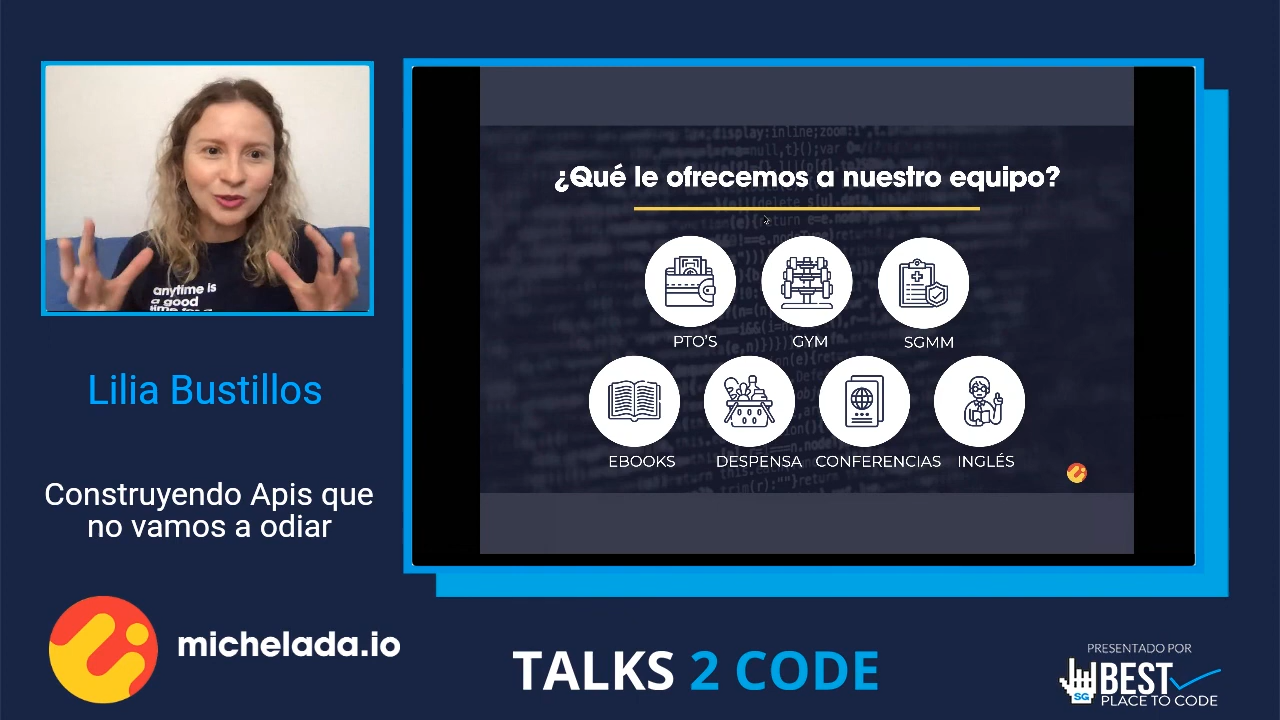 anytime is
a good
¿Qué le ofrecemos a nuestro equipo?
PTO'S
GYM
SGMM
EBOOKS
DESPENSA
CONFERENCIAS
INGLÉS
Lilia Bustillos
Construyendo Apis que
no vamos a odiar
michelada.io
TALKS 2 CODE
PRESENTADO POR
SG
BEST
PLACE TO CODE